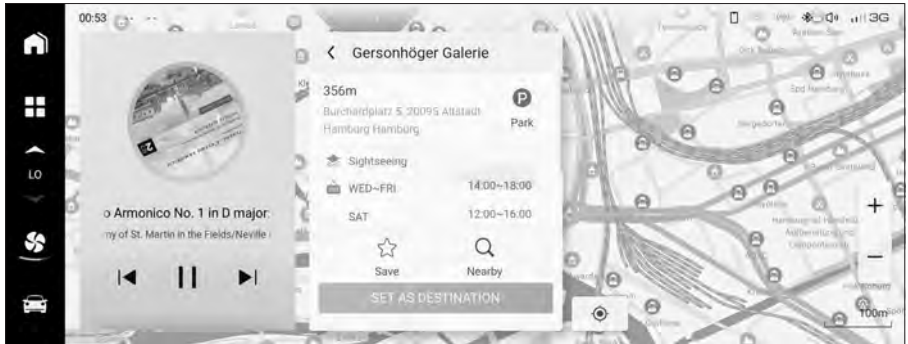 00:53
3G
LO
o Armonico No. 1 in D major:
ny of St. Martin in the Fields/Neville
Gersonhöger Galerie
356m
Burchardplatz 5, 20095 Altstadt
Hamburg Hamburg
P
Park
Sightseeing
WED~FRI 14:00~18:00
SAT 12:00~16:00
Save
Nearby
SET AS DESTINATION
+
−
100m